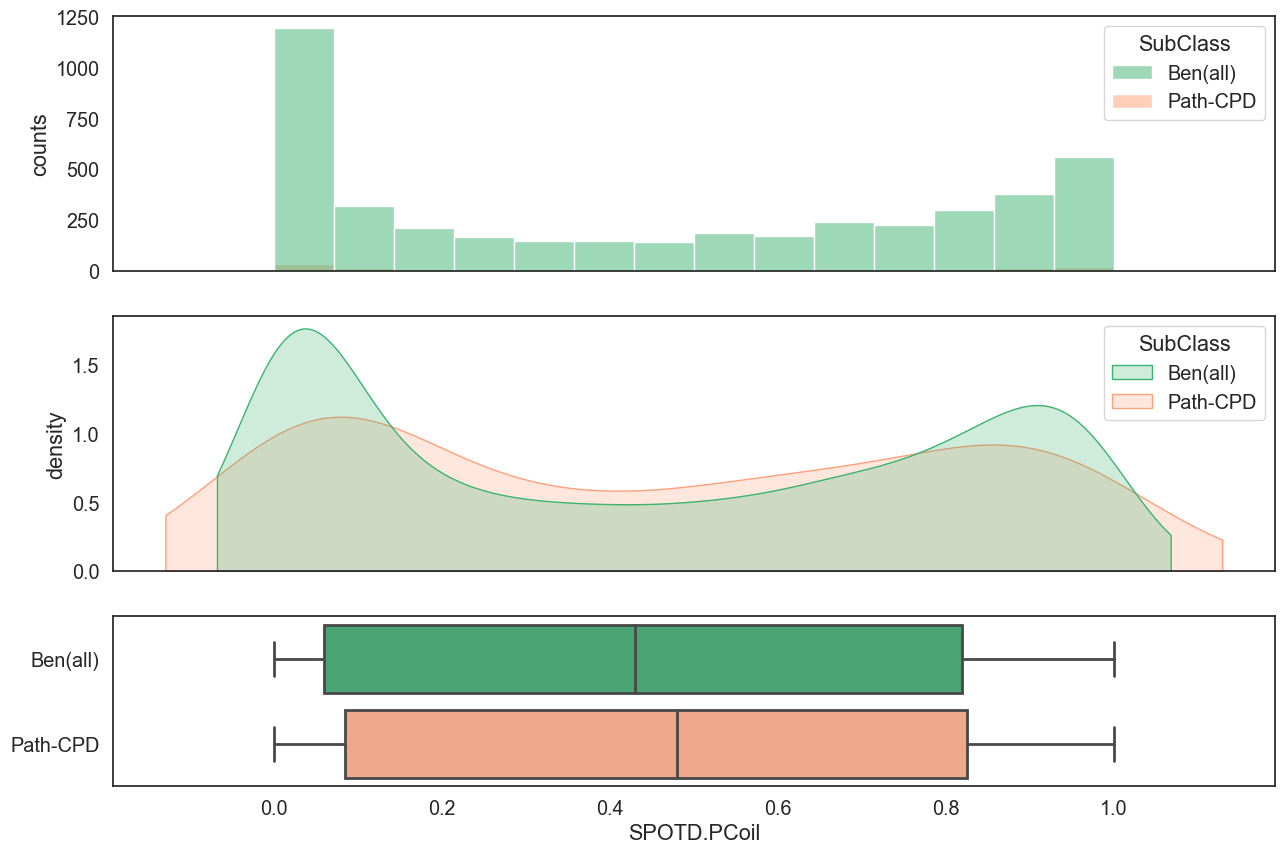 1250
1000
750
500
250
0
counts
SubClass
Ben(all)
Path-CPD
1.5
1.0
0.5
0.0
density
SubClass
Ben(all)
Path-CPD
Ben(all)
Path-CPD
0.0 0.2 0.4 0.6 0.8 1.0
SPOTD.PCoil